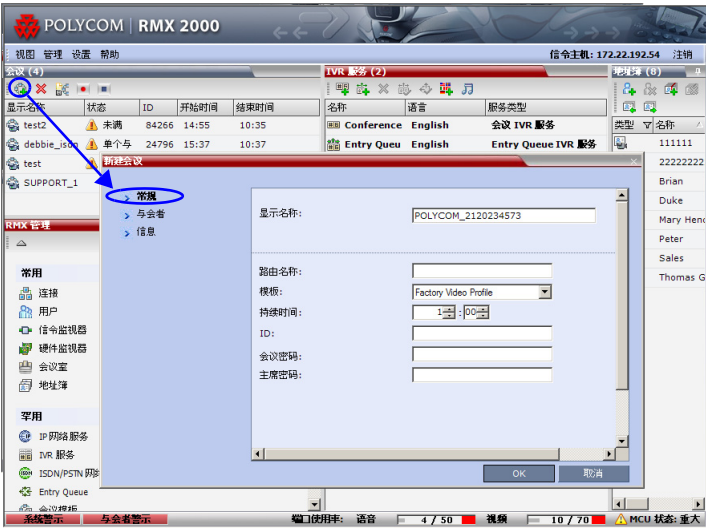 POLYCOM | RMX 2000
视图 管理 设置 帮助
信令主机: 172.22.192.54 注销
会议 (4)
显示名称 状态 ID 开始时间 结束时间
test2 未满 84266 14:55 10:35
debbie_isdn 单个与 24796 15:37 10:37
test
SUPPORT_1
IVR 服务 (2)
名称 语言 服务类型
Conference English 会议 IVR 服务
Entry Queu English Entry Queue IVR 服务
地址簿 (8)
类型 名称
111111
22222222
Brian
Duke
Mary Hend
Peter
Sales
Thomas G
RMX 管理
常用
连接
用户
信令监视器
硬件监视器
会议室
地址簿
罕用
IP 网络服务
IVR 服务
ISDN/PSTN 网
Entry Queue
会议模板
新建会议
常规
与会者
信息
显示名称: POLYCOM_2120234573
路由名称:
模板: Factory Video Profile
持续时间: 1 : 00
ID:
会议密码:
主席密码:
OK 取消
系统警示 与会者警示 端口使用率: 语音 4 / 50 视频 10 / 70 MCU 状态: 重大